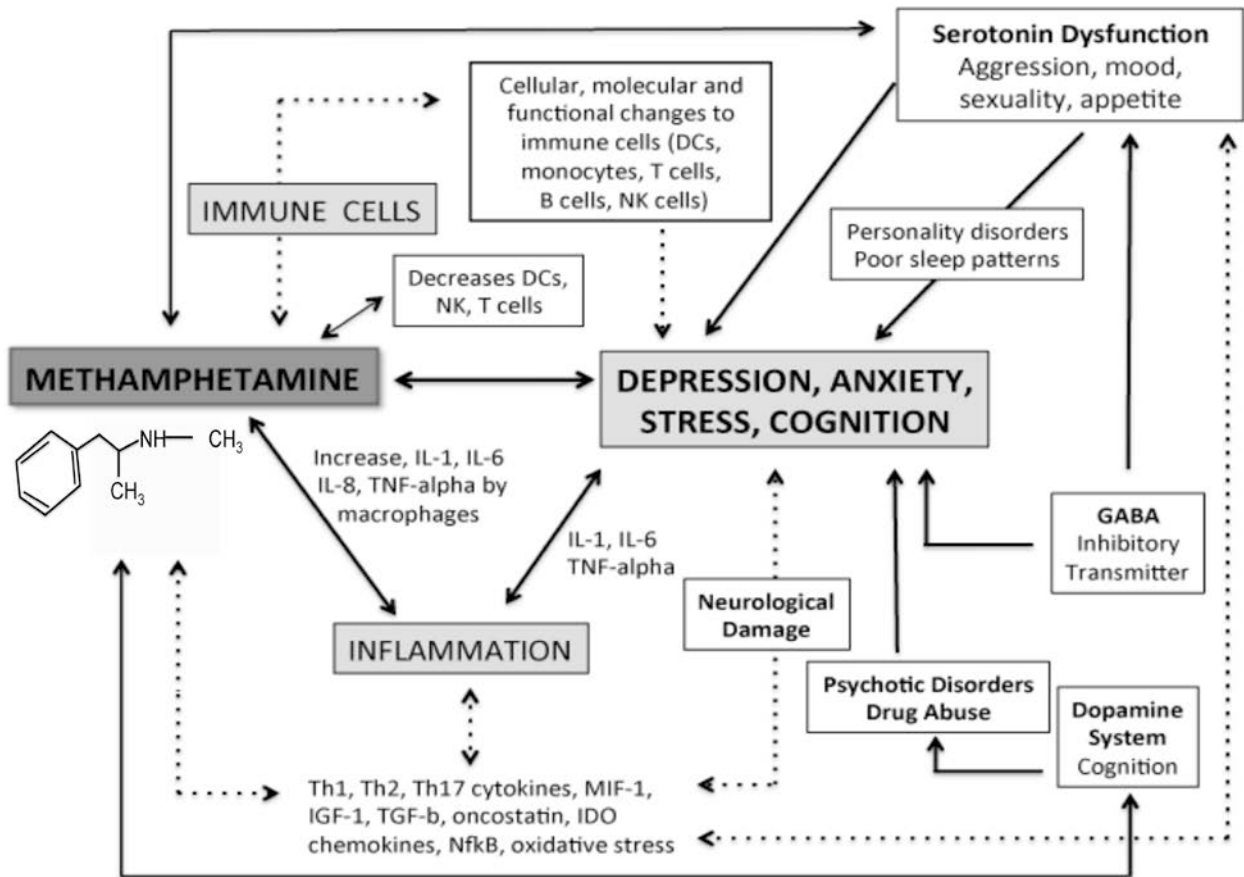 Serotonin Dysfunction
Aggression, mood,
sexuality, appetite
Cellular, molecular and
functional changes to
immune cells (DCs,
monocytes, T cells,
B cells, NK cells)
IMMUNE CELLS
Personality disorders
Poor sleep patterns
Decreases DCs,
NK, T cells
METHAMPHETAMINE
DEPRESSION, ANXIETY,
STRESS, COGNITION
NH
CH₃
CH₃
Increase, IL-1, IL-6
IL-8, TNF-alpha by
macrophages
IL-1, IL-6
TNF-alpha
GABA
Inhibitory
Transmitter
Neurological
Damage
INFLAMMATION
Psychotic Disorders
Drug Abuse
Dopamine
System
Cognition
Th1, Th2, Th17 cytokines, MIF-1,
IGF-1, TGF-b, oncostatin, IDO
chemokines, NfkB, oxidative stress